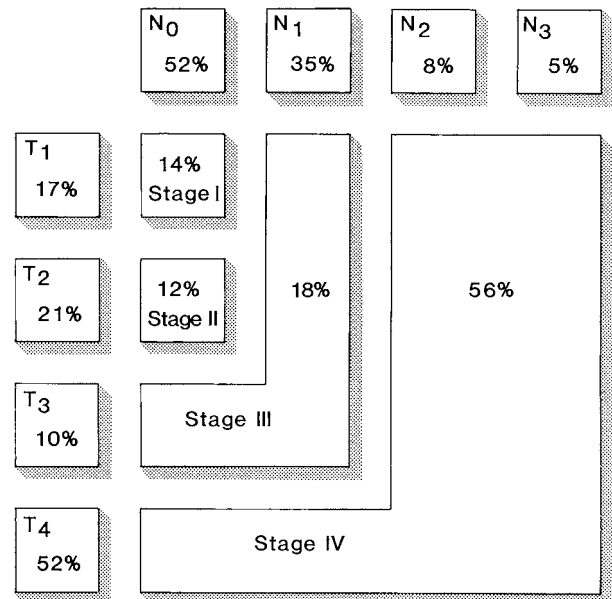 N0 N1 N2 N3
52% 35% 8% 5%
T1 14%
17% Stage I
T2 12% 18% 56%
21% Stage II
T3 Stage III
10%
T4 Stage IV
52%